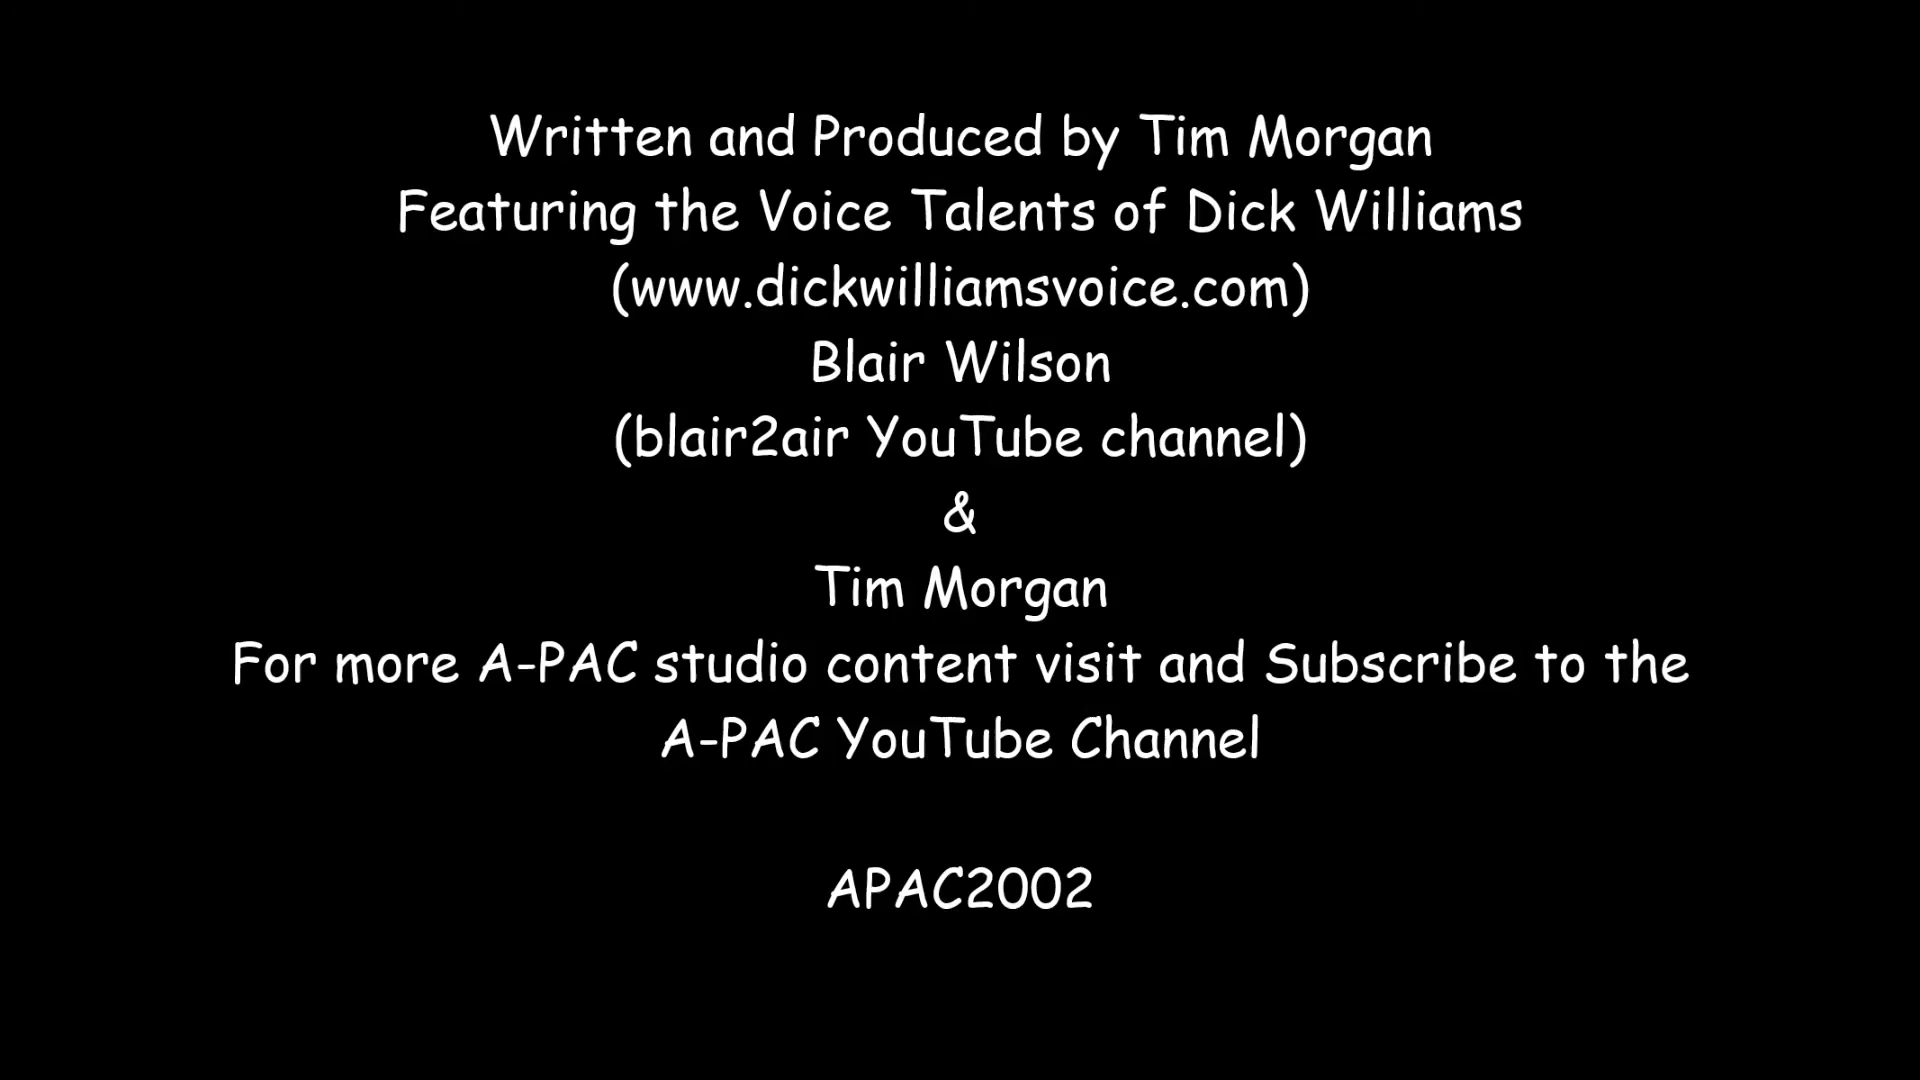 Written and Produced by Tim Morgan
Featuring the Voice Talents of Dick Williams
(www.dickwilliamsvoice.com)
Blair Wilson
(blair2air YouTube channel)
&
Tim Morgan
For more A-PAC studio content visit and Subscribe to the
A-PAC YouTube Channel
APAC2002